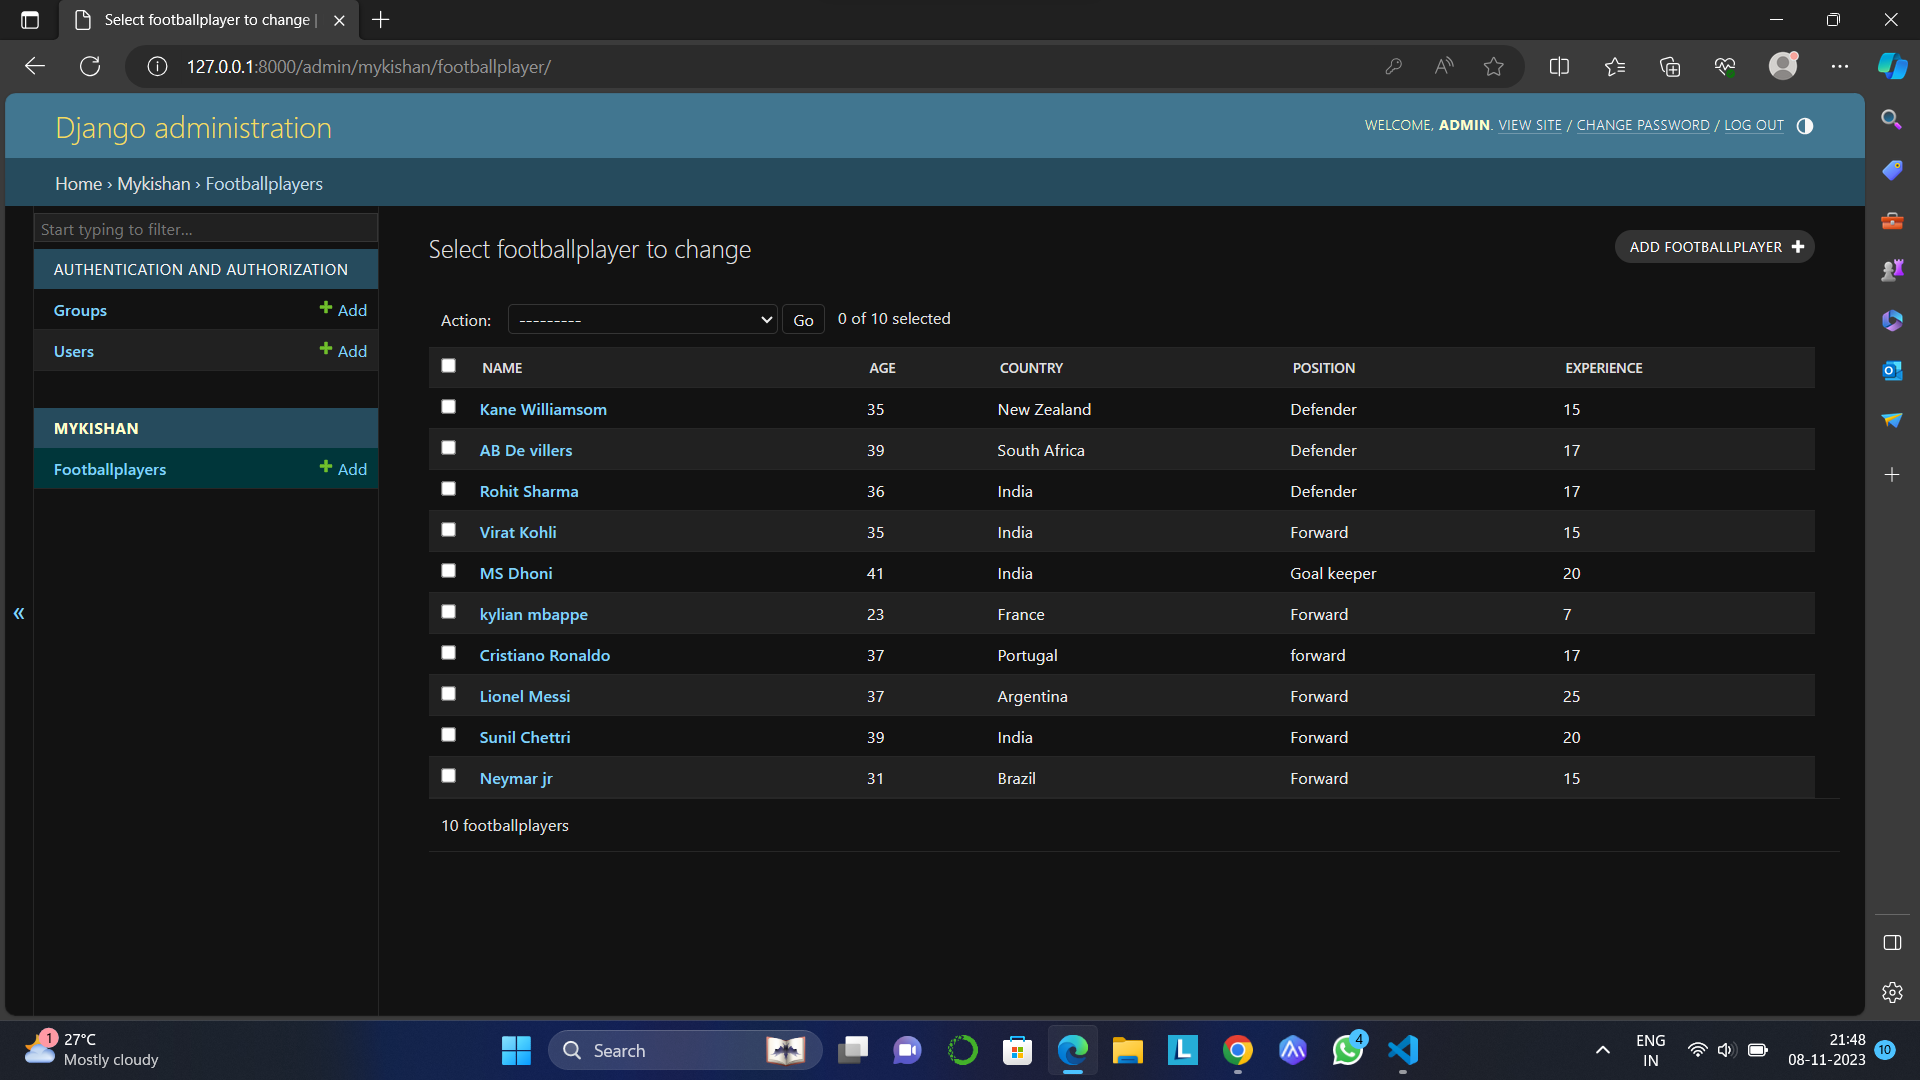 Select footballplayer to change |
127.0.0.1:8000/admin/mykishan/footballplayer/
Django administration
WELCOME, ADMIN. VIEW SITE / CHANGE PASSWORD / LOG OUT
Home › Mykishan › Footballplayers
Start typing to filter...
AUTHENTICATION AND AUTHORIZATION
Groups + Add
Users + Add
MYKISHAN
Footballplayers + Add
«
Select footballplayer to change
ADD FOOTBALLPLAYER +
Action: --------- Go 0 of 10 selected
NAME AGE COUNTRY POSITION EXPERIENCE
Kane Williamsom 35 New Zealand Defender 15
AB De villers 39 South Africa Defender 17
Rohit Sharma 36 India Defender 17
Virat Kohli 35 India Forward 15
MS Dhoni 41 India Goal keeper 20
kylian mbappe 23 France Forward 7
Cristiano Ronaldo 37 Portugal forward 17
Lionel Messi 37 Argentina Forward 25
Sunil Chettri 39 India Forward 20
Neymar jr 31 Brazil Forward 15
10 footballplayers
1
27°C
Mostly cloudy
Search
L
4
ENG
IN
21:48
08-11-2023
10